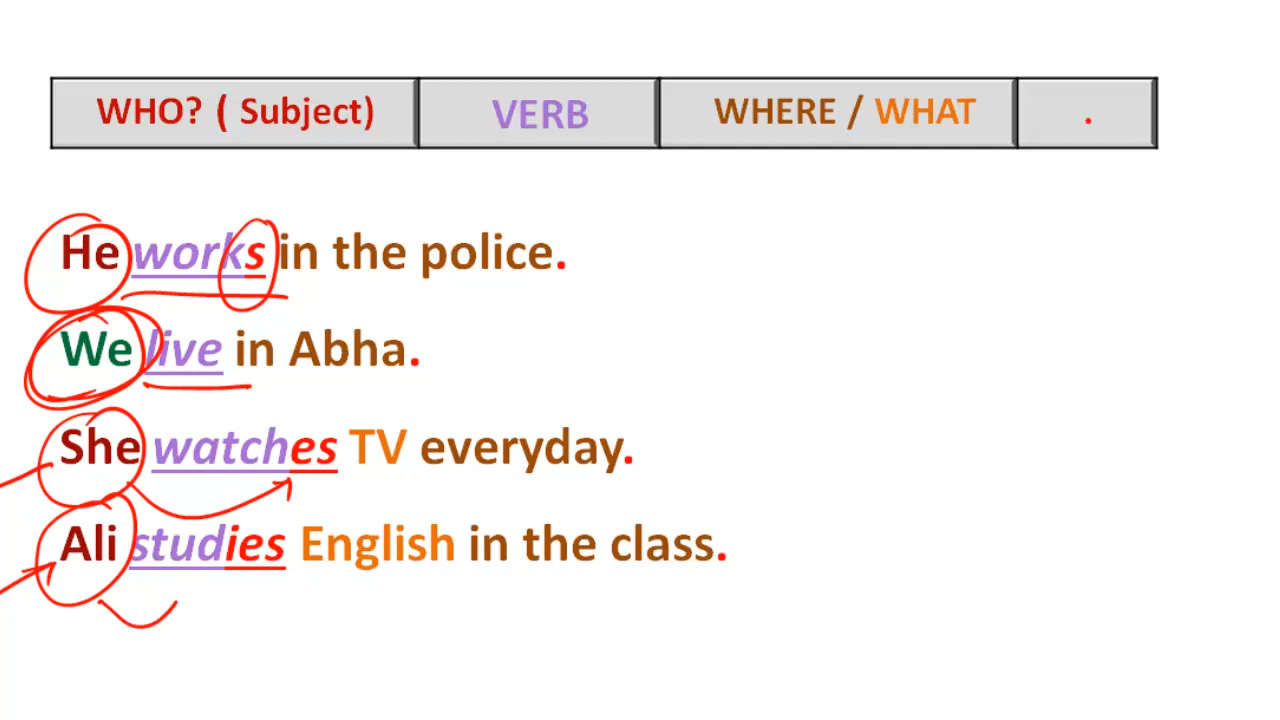 WHO? ( Subject) VERB WHERE / WHAT .
He works in the police.
We live in Abha.
She watches TV everyday.
Ali studies English in the class.